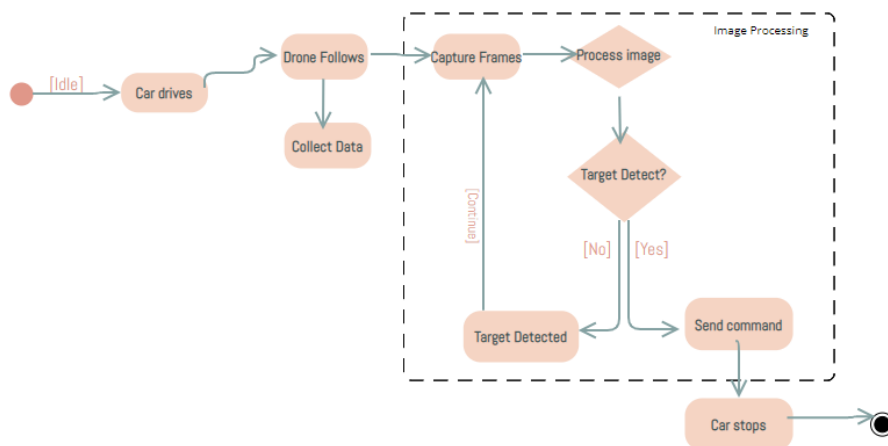 Image Processing
Drone Follows
Capture Frames
Process image
[Idle]
Car drives
Collect Data
Target Detect?
[Continue]
[No]
[Yes]
Target Detected
Send command
Car stops